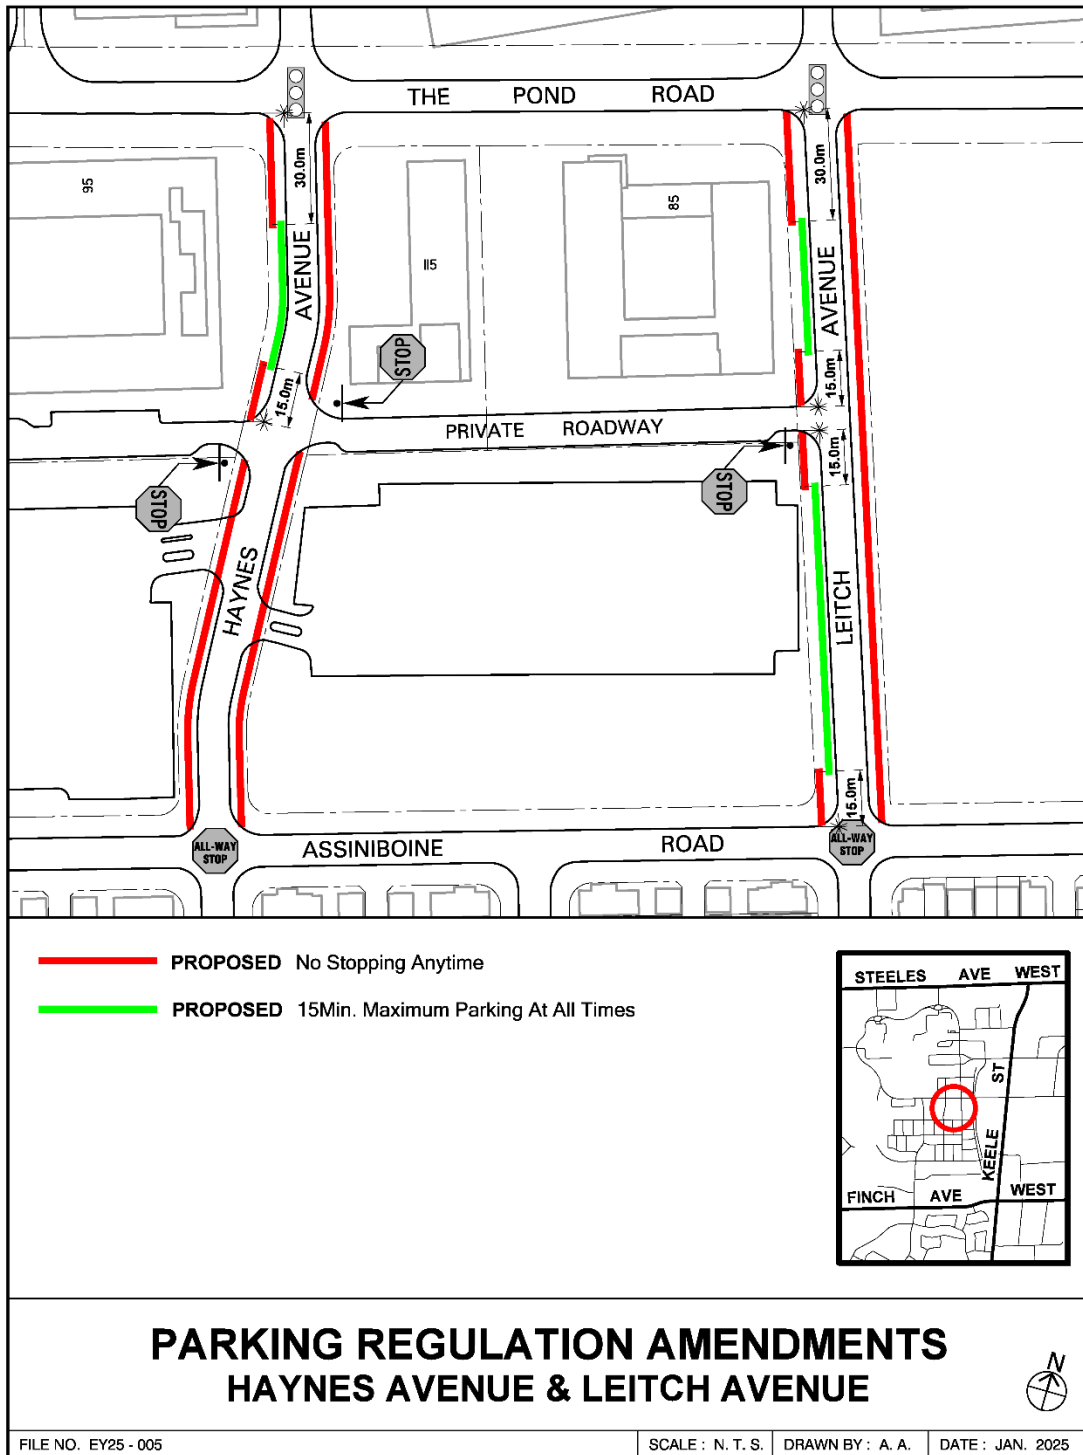 THE POND ROAD
30.0m
30.0m
95
115
85
AVENUE
AVENUE
STOP
15.0m
15.0m
PRIVATE ROADWAY
15.0m
STOP
STOP
HAYNES
LEITCH
15.0m
ALL-WAY
STOP
ASSINIBOINE ROAD
ALL-WAY
STOP
PROPOSED No Stopping Anytime
PROPOSED 15Min. Maximum Parking At All Times
STEELES AVE WEST
KEELE ST
FINCH AVE WEST
PARKING REGULATION AMENDMENTS
HAYNES AVENUE & LEITCH AVENUE
N
FILE NO. EY25 - 005
SCALE : N. T. S.
DRAWN BY : A. A.
DATE : JAN. 2025